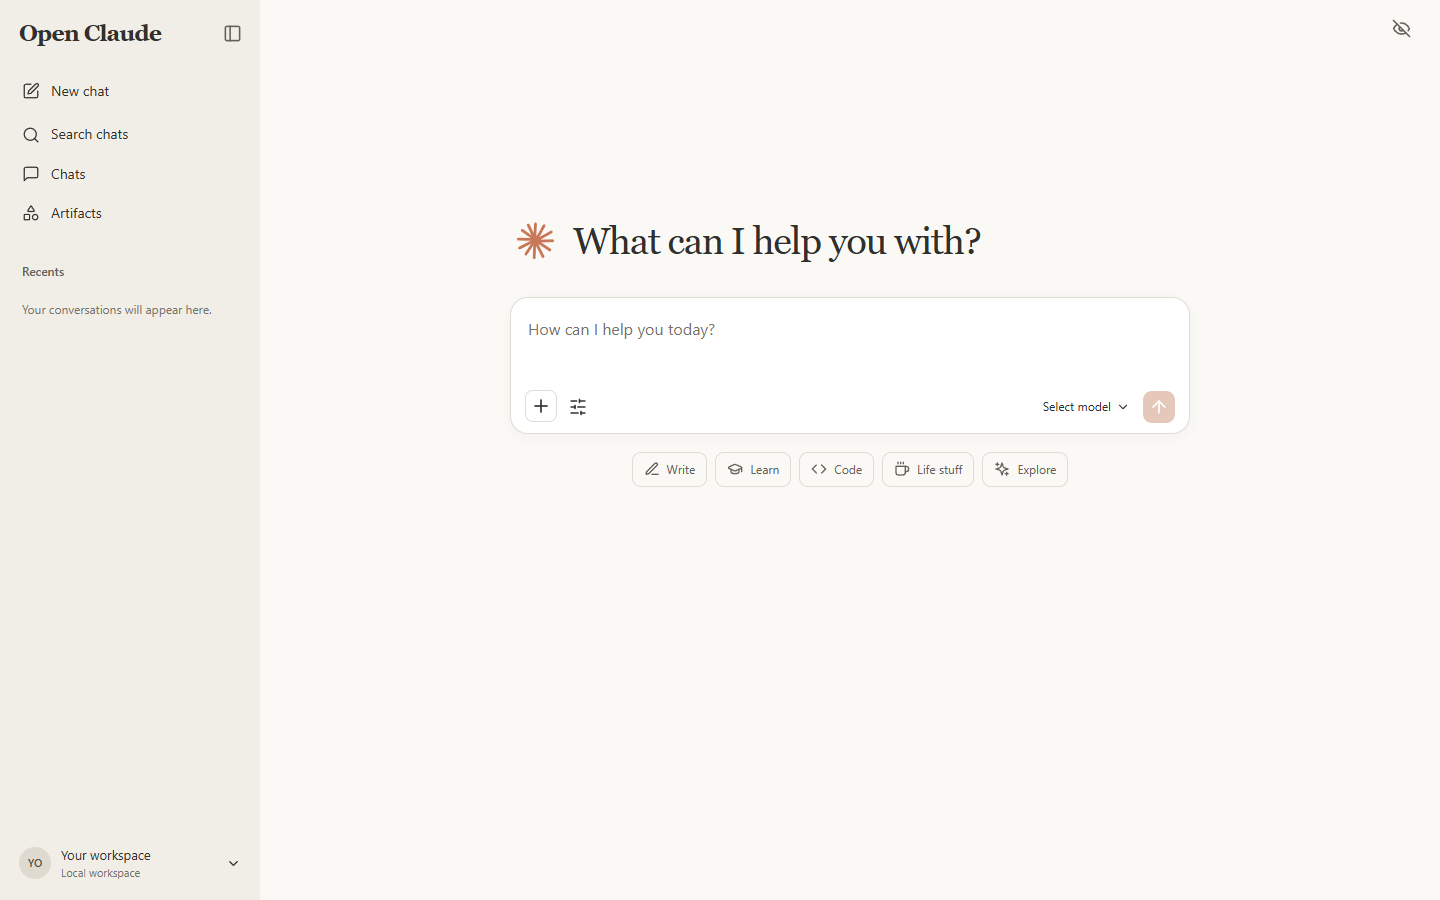 Open Claude
New chat
Search chats
Chats
Artifacts
Recents
Your conversations will appear here.
YO
Your workspace
Local workspace
What can I help you with?
How can I help you today?
Select model
Write
Learn
Code
Life stuff
Explore